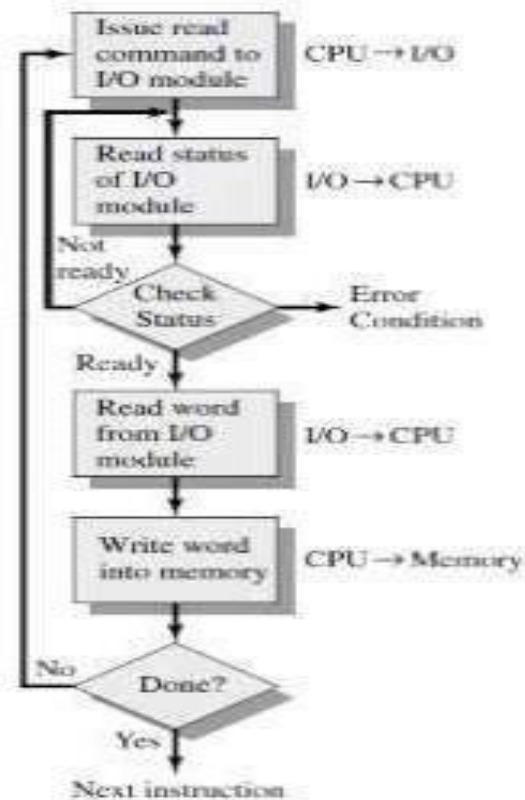 Issue read
command to
I/O module
CPU → I/O
Read status
of I/O
module
I/O → CPU
Not
ready
Check
Status
Error
Condition
Ready
Read word
from I/O
module
I/O → CPU
Write word
into memory
CPU → Memory
No
Done?
Yes
Next instruction